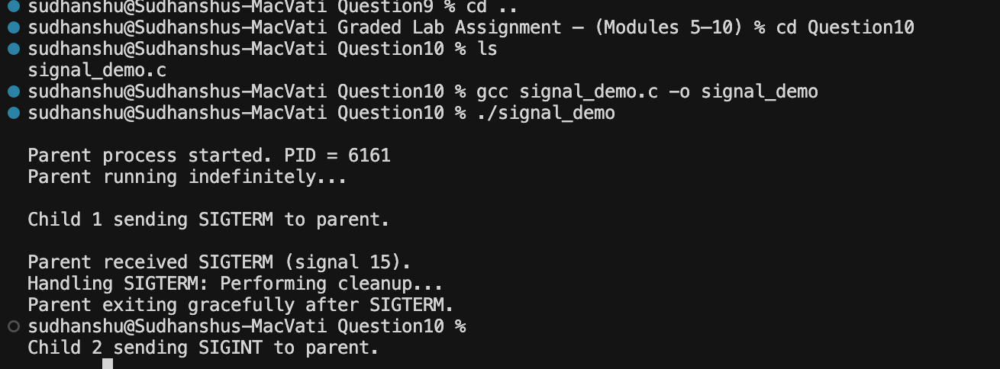 sudhanshu@Sudhanshus-MacVati Question9 % cd ..
sudhanshu@Sudhanshus-MacVati Graded Lab Assignment – (Modules 5–10) % cd Question10
sudhanshu@Sudhanshus-MacVati Question10 % ls
signal_demo.c
sudhanshu@Sudhanshus-MacVati Question10 % gcc signal_demo.c -o signal_demo
sudhanshu@Sudhanshus-MacVati Question10 % ./signal_demo
Parent process started. PID = 6161
Parent running indefinitely...
Child 1 sending SIGTERM to parent.
Parent received SIGTERM (signal 15).
Handling SIGTERM: Performing cleanup...
Parent exiting gracefully after SIGTERM.
sudhanshu@Sudhanshus-MacVati Question10 %
Child 2 sending SIGINT to parent.